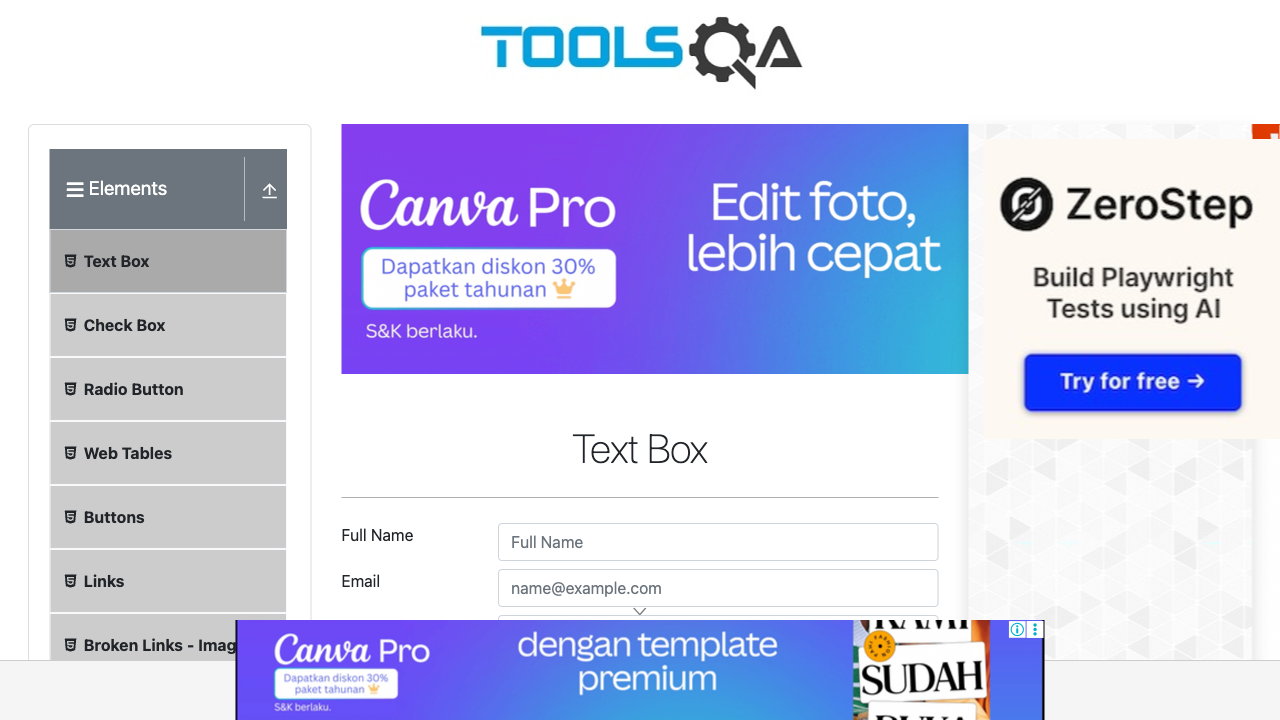 TOOLSQA
Elements
Text Box
Check Box
Radio Button
Web Tables
Buttons
Links
Broken Links - Imag
Canva Pro
Dapatkan diskon 30%
paket tahunan
S&K berlaku.
Edit foto,
lebih cepat
ZeroStep
Build Playwright
Tests using AI
Try for free →
Text Box
Full Name
Full Name
Email
name@example.com
Canva Pro
Dapatkan diskon 30%
paket tahunan
S&K berlaku.
dengan template
premium
SUDAH